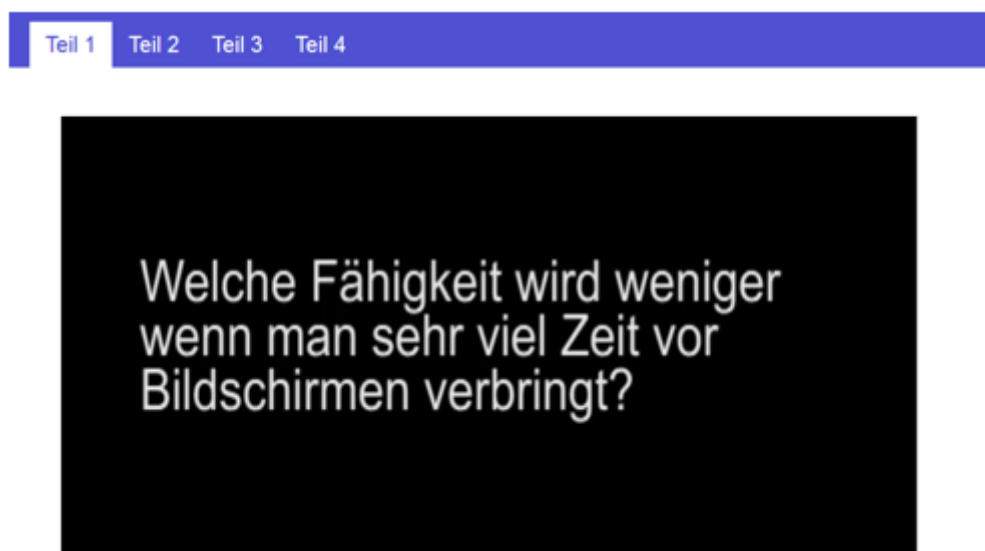 Teil 1 Teil 2 Teil 3 Teil 4
Welche Fähigkeit wird weniger
wenn man sehr viel Zeit vor
Bildschirmen verbringt?